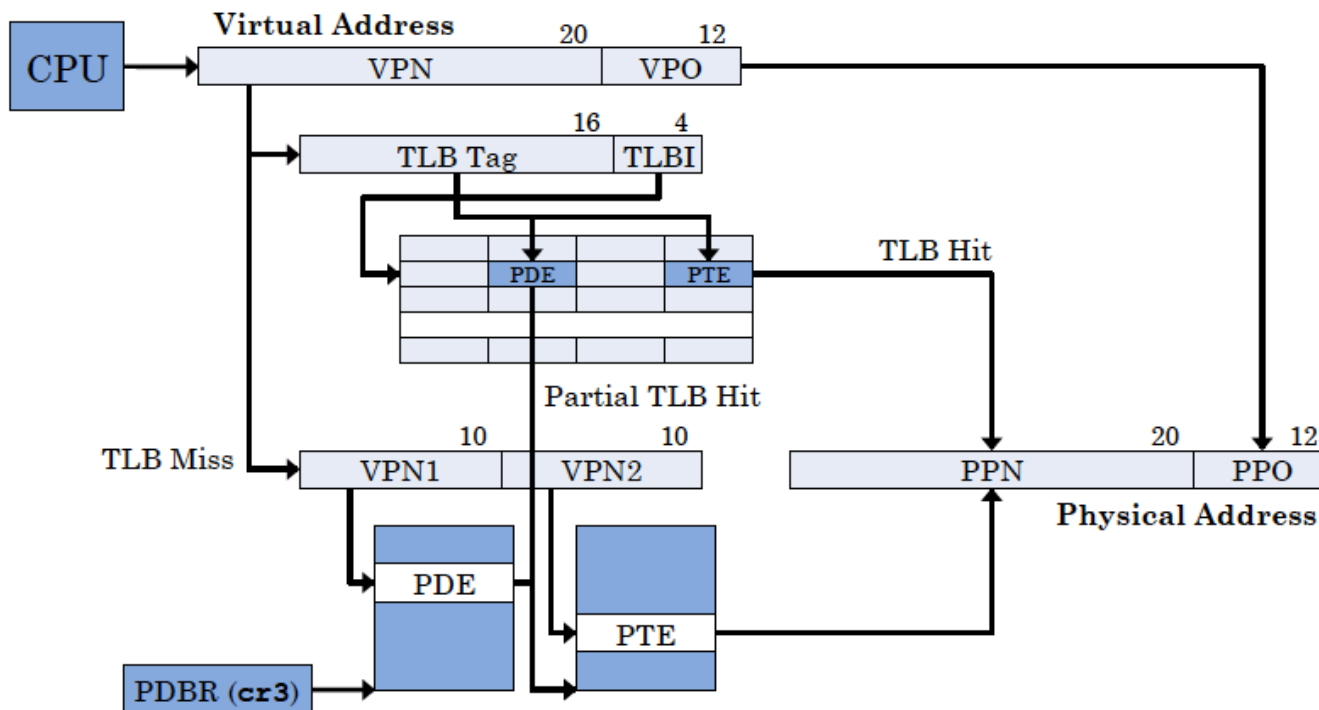 Virtual Address
20 12
CPU
VPN VPO
16 4
TLB Tag TLBI
TLB Hit
PDE PTE
Partial TLB Hit
10 10
20 12
TLB Miss
VPN1 VPN2
PPN PPO
Physical Address
PDE
PTE
PDBR (cr3)